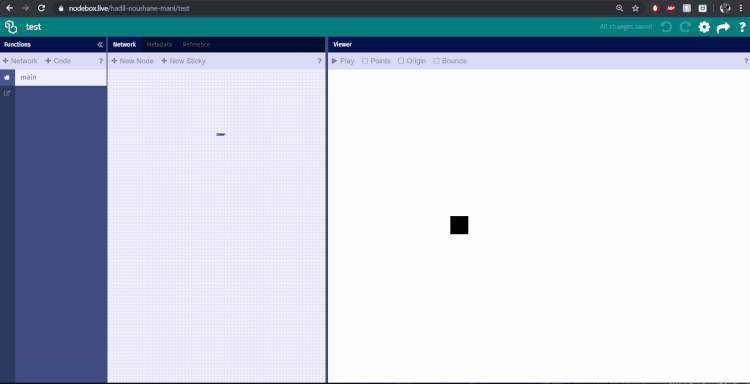 nodebox.live/hadil-nourhane-mani/test
test
All changes saved
?
Functions
Network Metadata Reference
Viewer
+ Network + Code ?
+ New Node + New Sticky ?
Play Points Origin Bounds ?
main